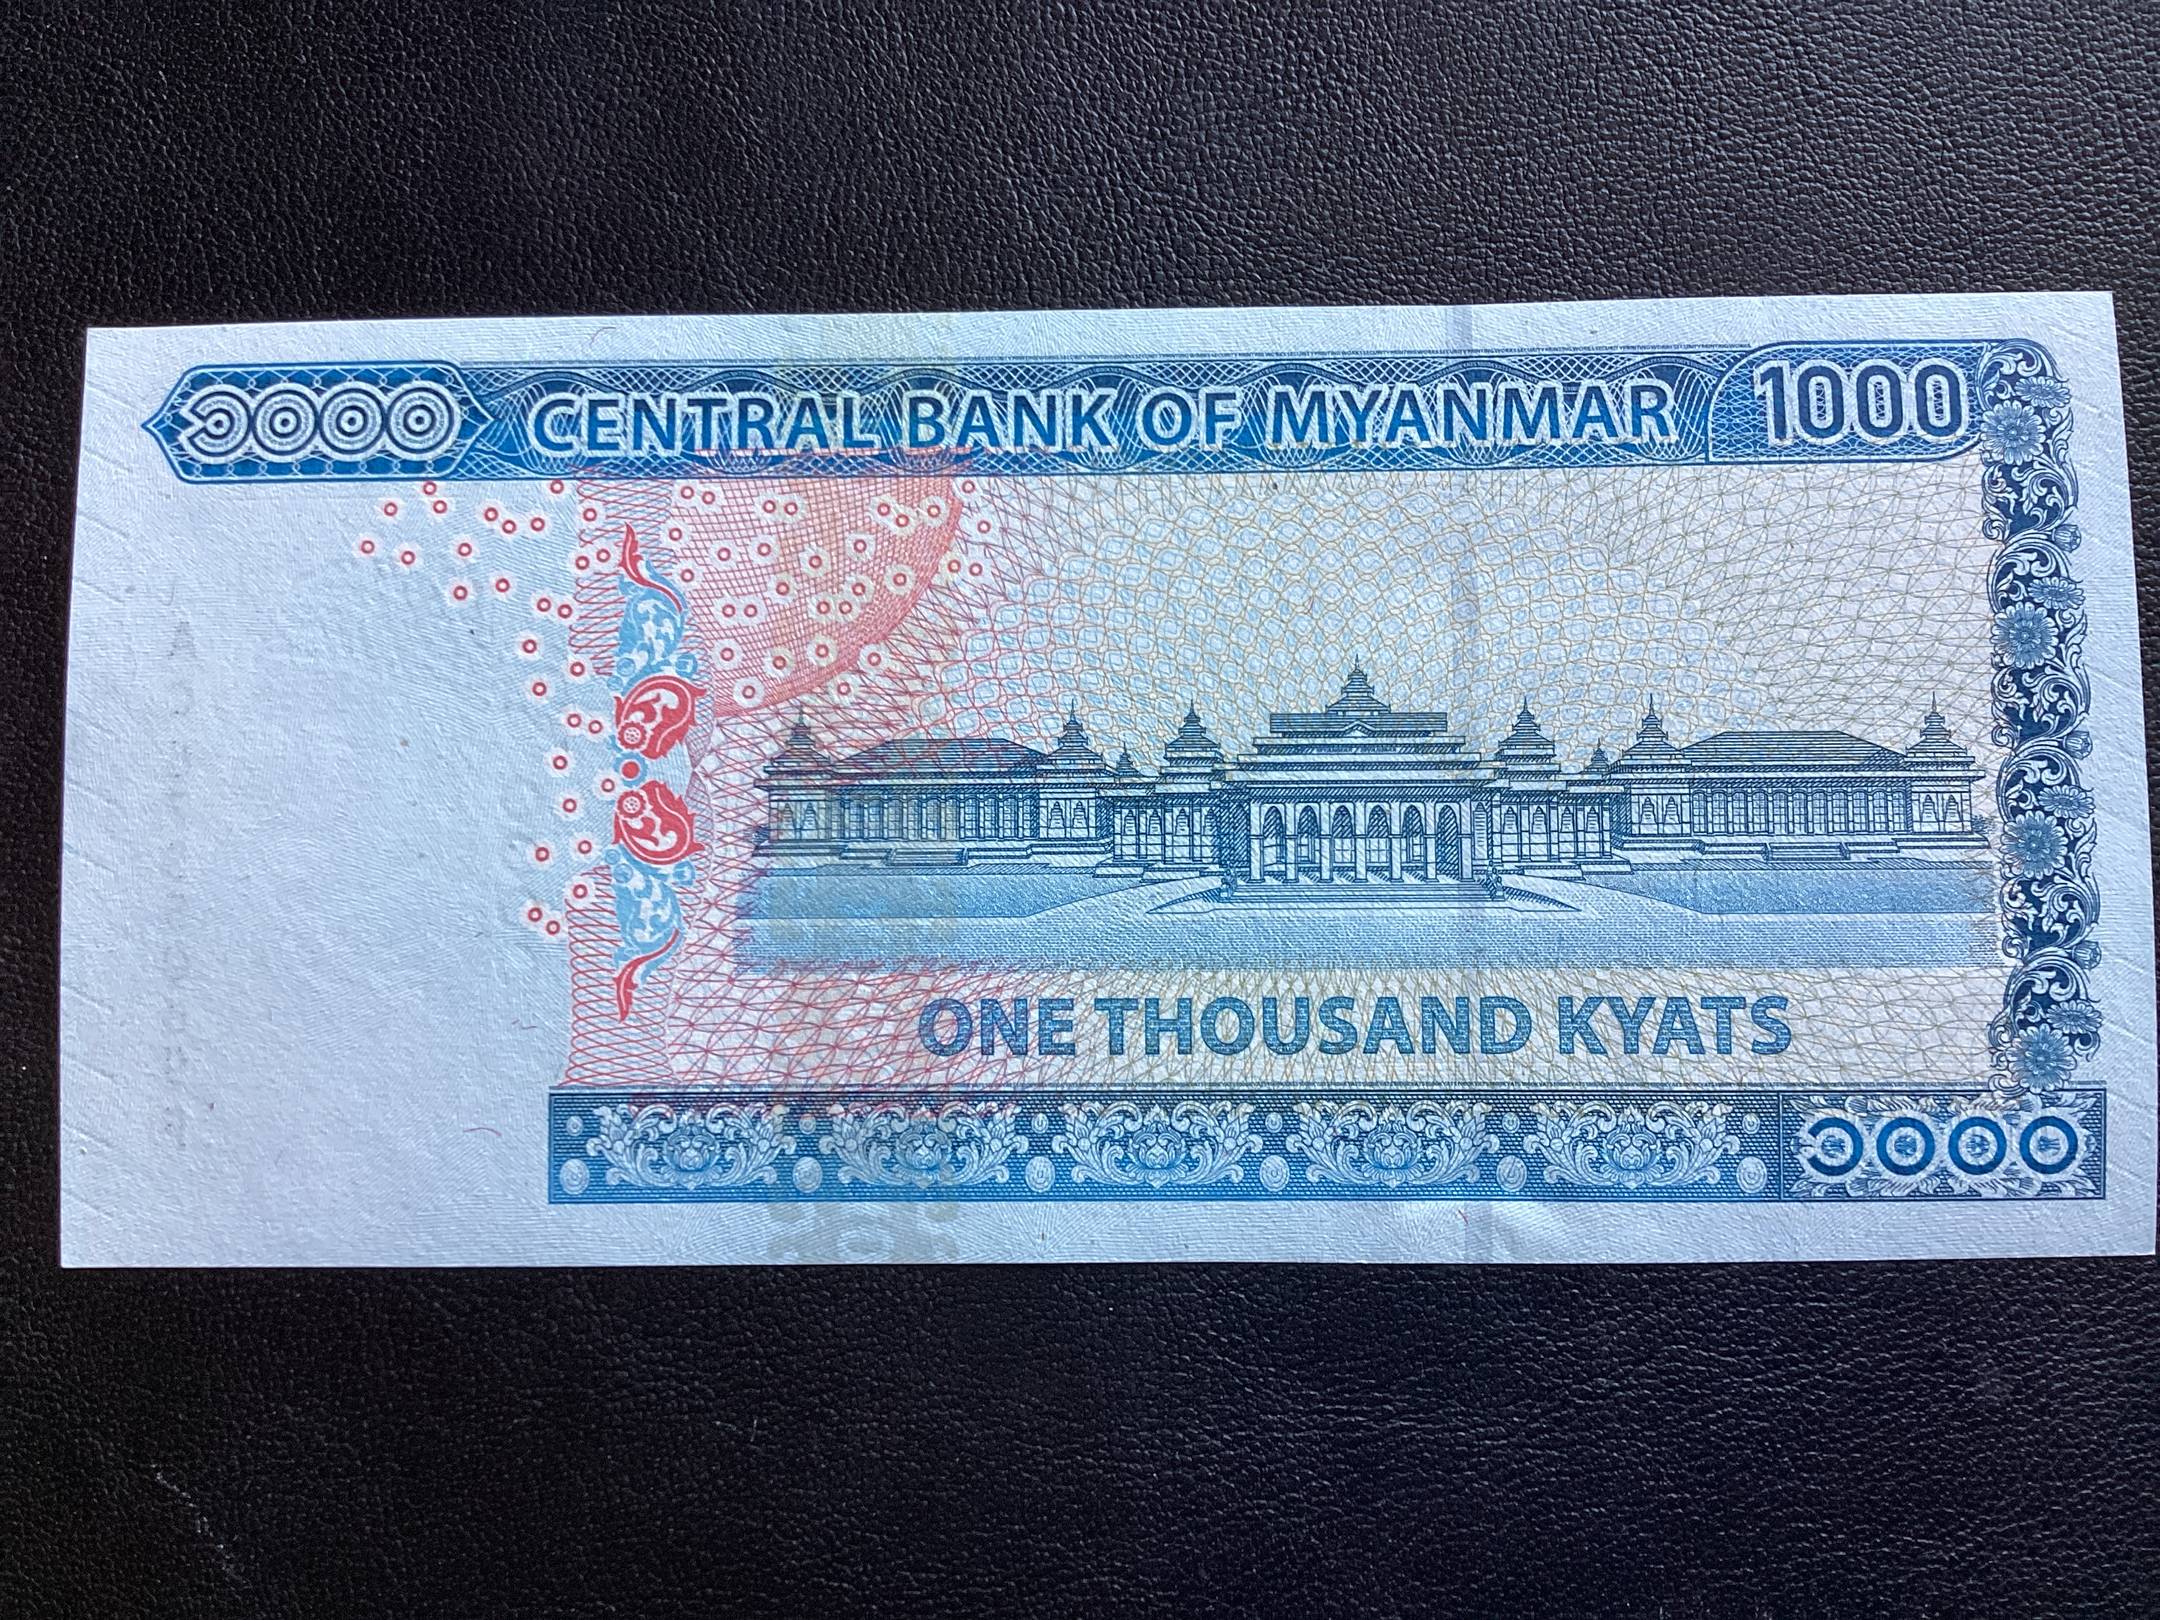 ၁၀၀၀ CENTRAL BANK OF MYANMAR 1000
ONE THOUSAND KYATS
၁၀၀၀